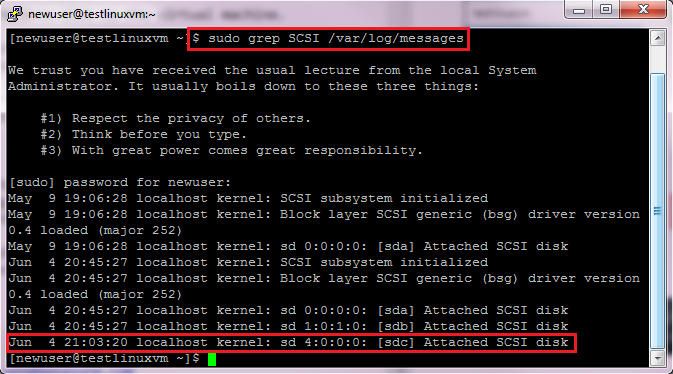 newuser@testlinuxvm:~
[newuser@testlinuxvm ~]$ sudo grep SCSI /var/log/messages
We trust you have received the usual lecture from the local System
Administrator. It usually boils down to these three things:
#1) Respect the privacy of others.
#2) Think before you type.
#3) With great power comes great responsibility.
[sudo] password for newuser:
May  9 19:06:28 localhost kernel: SCSI subsystem initialized
May  9 19:06:28 localhost kernel: Block layer SCSI generic (bsg) driver version
0.4 loaded (major 252)
May  9 19:06:28 localhost kernel: sd 0:0:0:0: [sda] Attached SCSI disk
Jun  4 20:45:27 localhost kernel: SCSI subsystem initialized
Jun  4 20:45:27 localhost kernel: Block layer SCSI generic (bsg) driver version
0.4 loaded (major 252)
Jun  4 20:45:27 localhost kernel: sd 0:0:0:0: [sda] Attached SCSI disk
Jun  4 20:45:27 localhost kernel: sd 1:0:1:0: [sdb] Attached SCSI disk
Jun  4 21:03:20 localhost kernel: sd 4:0:0:0: [sdc] Attached SCSI disk
[newuser@testlinuxvm ~]$